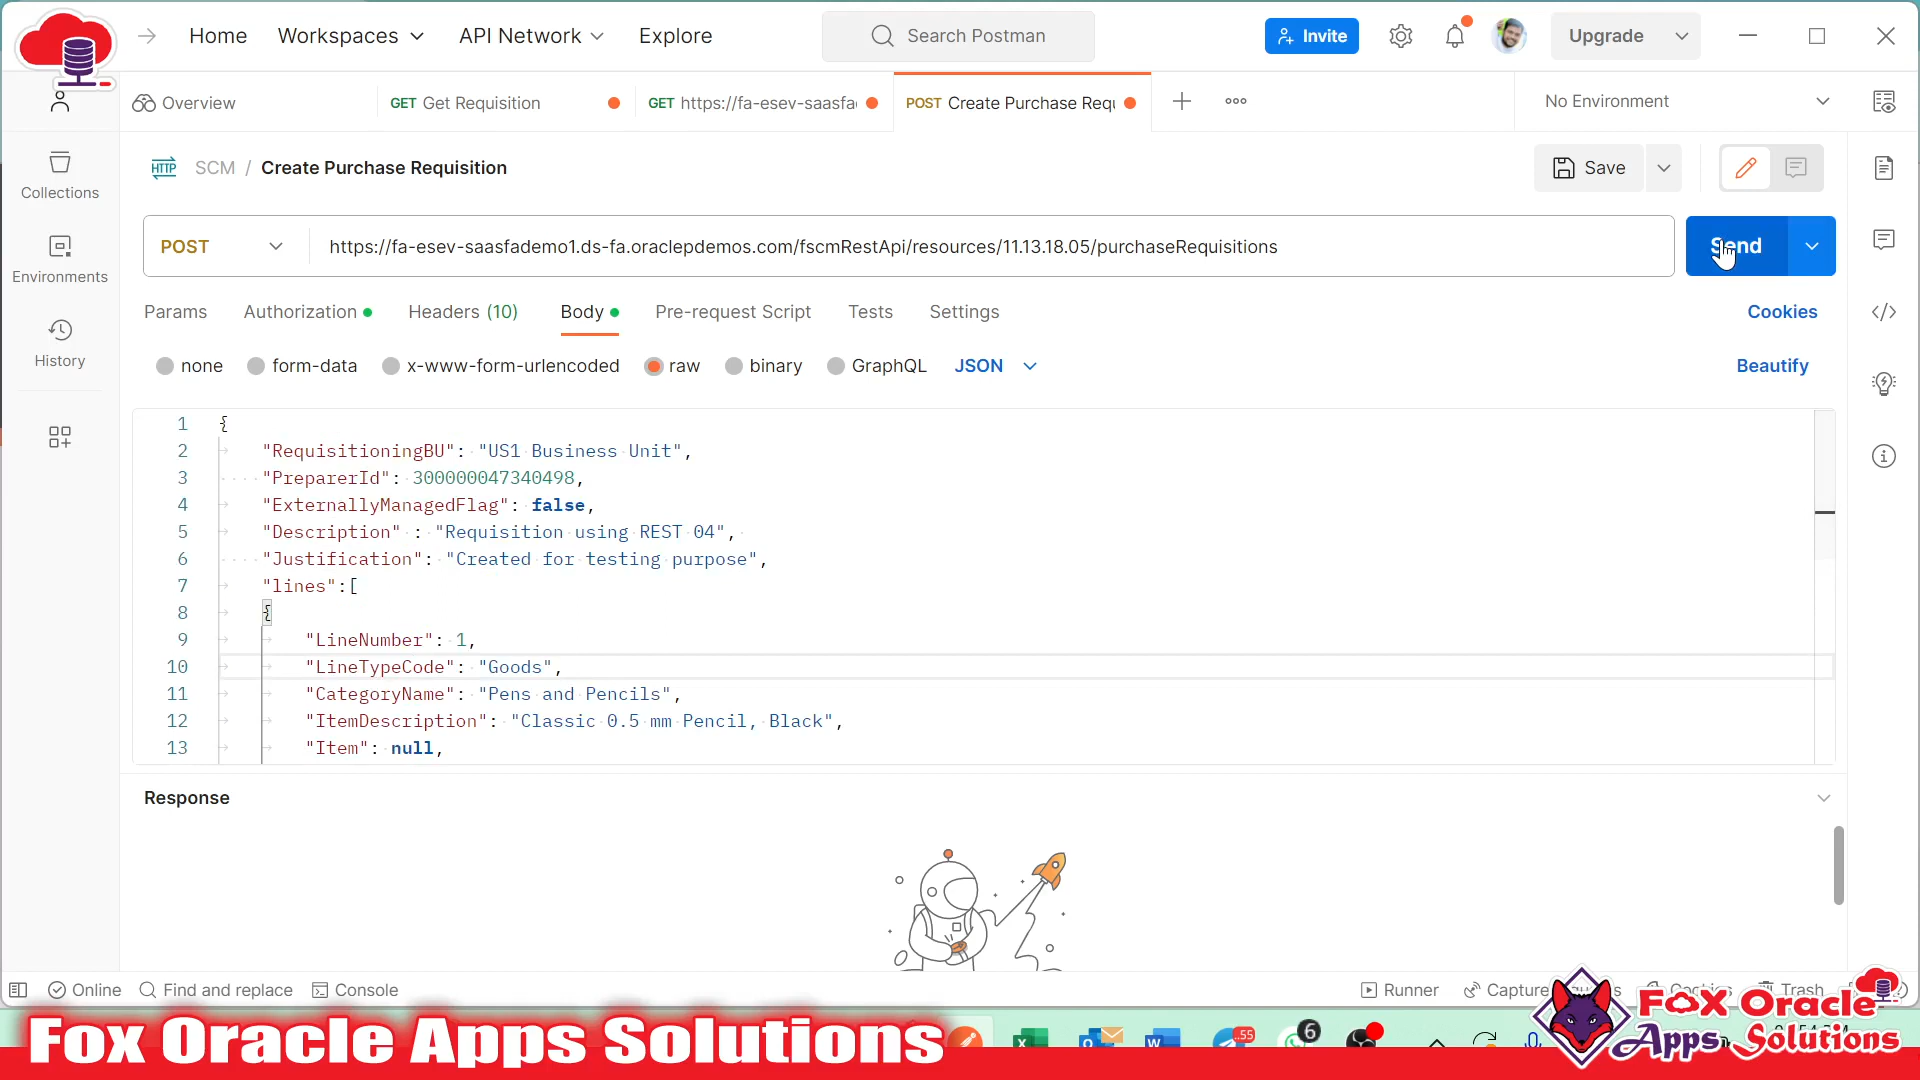 Home Workspaces API Network Explore Search Postman Invite Upgrade
Overview GET Get Requisition GET https://fa-esev-saasfa POST Create Purchase Requ No Environment
HTTP SCM / Create Purchase Requisition Save
Collections
Environments
History
POST https://fa-esev-saasfademo1.ds-fa.oraclepdemos.com/fscmRestApi/resources/11.13.18.05/purchaseRequisitions Send
Params Authorization Headers (10) Body Pre-request Script Tests Settings Cookies
none form-data x-www-form-urlencoded raw binary GraphQL JSON Beautify
1 {
2 "RequisitioningBU": "US1 Business Unit",
3 "PreparerId": 300000047340498,
4 "ExternallyManagedFlag": false,
5 "Description" : "Requisition using REST 04",
6 "Justification": "Created for testing purpose",
7 "lines":[
8 {
9 "LineNumber": 1,
10 "LineTypeCode": "Goods",
11 "CategoryName": "Pens and Pencils",
12 "ItemDescription": "Classic 0.5 mm Pencil, Black",
13 "Item": null,
Response
Online Find and replace Console Runner Capture Cookies Trash
Fox Oracle Apps Solutions
55 6
Fox Oracle
Apps Solutions